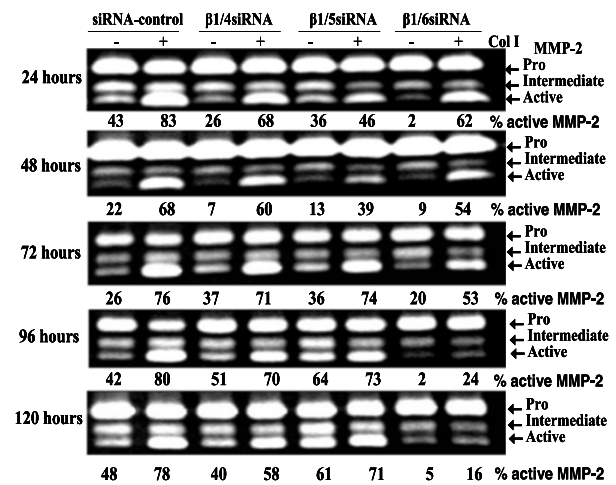 siRNA-control β1/4siRNA β1/5siRNA β1/6siRNA
- + - + - + - + Col I MMP-2
24 hours
Pro
Intermediate
Active
43 83 26 68 36 46 2 62 % active MMP-2
48 hours
Pro
Intermediate
Active
22 68 7 60 13 39 9 54 % active MMP-2
72 hours
Pro
Intermediate
Active
26 76 37 71 36 74 20 53 % active MMP-2
96 hours
Pro
Intermediate
Active
42 80 51 70 64 73 2 24 % active MMP-2
120 hours
Pro
Intermediate
Active
48 78 40 58 61 71 5 16 % active MMP-2